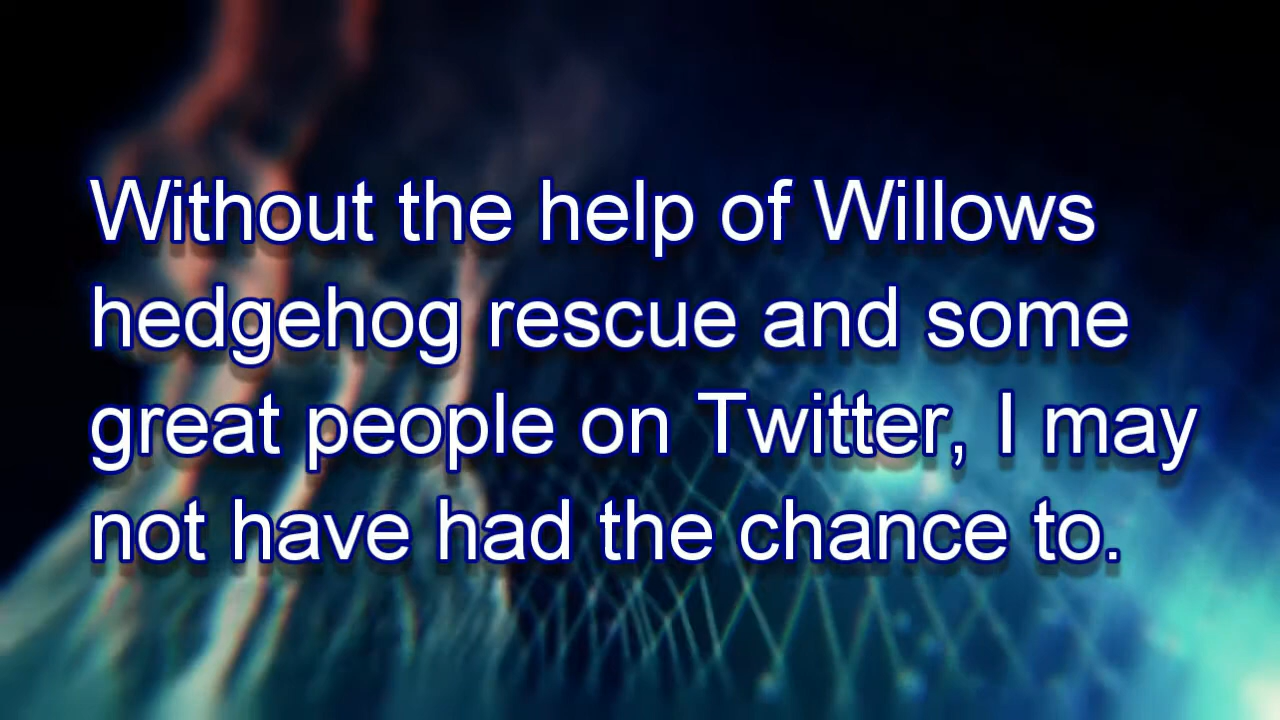 Without the help of Willows
hedgehog rescue and some
great people on Twitter, I may
not have had the chance to.